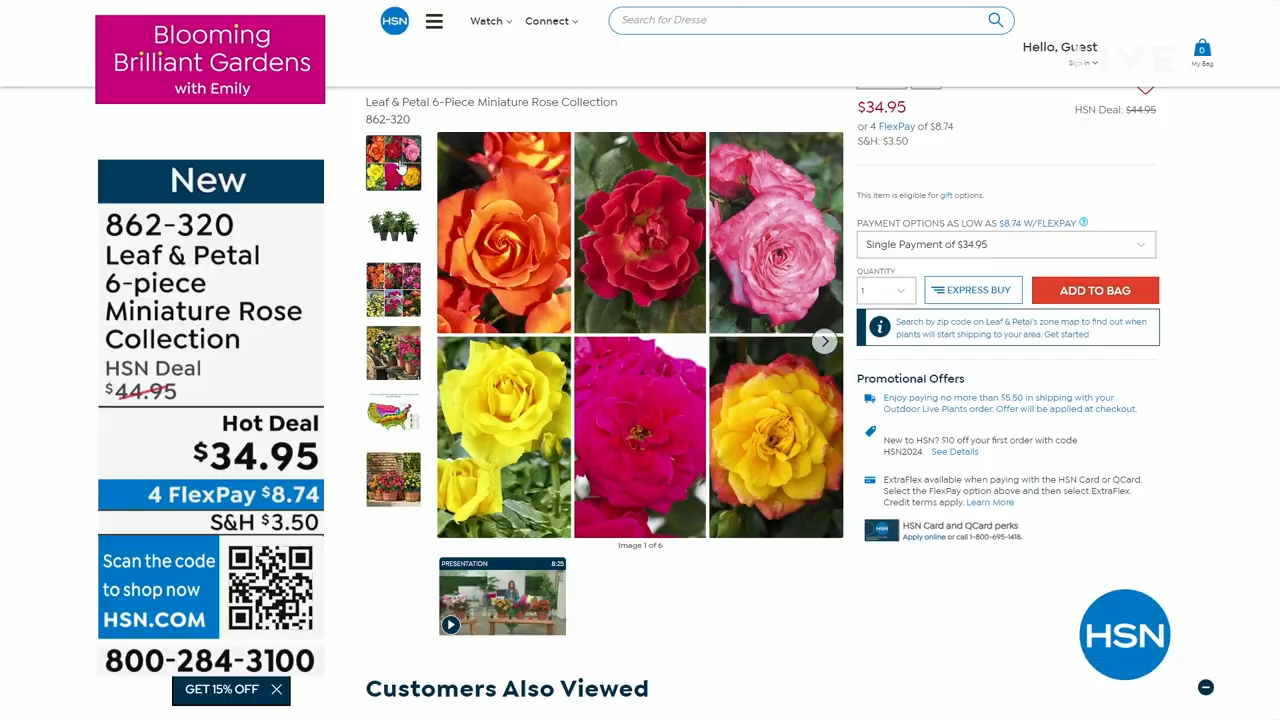 Blooming
Brilliant Gardens
with Emily
New
862-320
Leaf & Petal
6-piece
Miniature Rose
Collection
HSN Deal
$44.95
Hot Deal
$34.95
4 FlexPay $8.74
S&H $3.50
Scan the code
to shop now
HSN.COM
800-284-3100
GET 15% OFF
HSN
Watch
Connect
Search for Dresse
Hello, Guest
Sign In
LIVE
0
My Bag
Leaf & Petal 6-Piece Miniature Rose Collection
862-320
Image 1 of 6
PRESENTATION 8:25
$34.95
HSN Deal: $44.95
or 4 FlexPay of $8.74
S&H: $3.50
This item is eligible for gift options.
PAYMENT OPTIONS AS LOW AS $8.74 W/FLEXPAY
Single Payment of $34.95
QUANTITY
1
EXPRESS BUY
ADD TO BAG
Search by zip code on Leaf & Petal's zone map to find out when
plants will start shipping to your area. Get started
Promotional Offers
Enjoy paying no more than $5.50 in shipping with your
Outdoor Live Plants order. Offer will be applied at checkout.
New to HSN? $10 off your first order with code
HSN2024. See Details
ExtraFlex available when paying with the HSN Card or QCard.
Select the FlexPay option above and then select ExtraFlex.
Credit terms apply. Learn More
HSN Card and QCard perks
Apply online or call 1-800-695-1418.
HSN
Customers Also Viewed